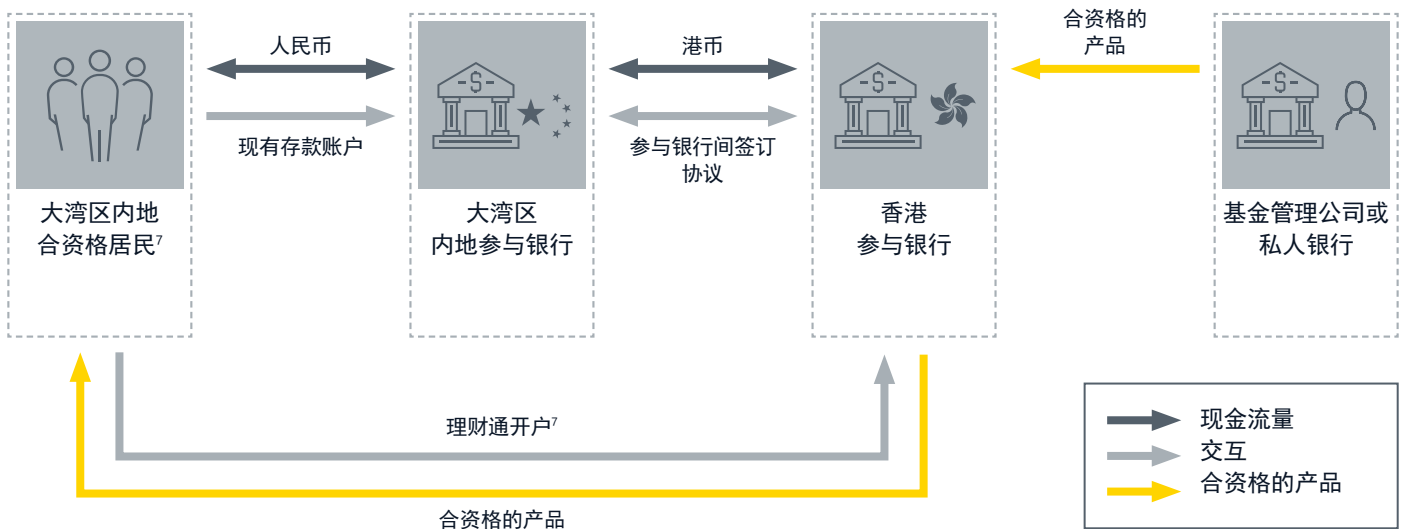 人民币
港币
合资格的
产品
现有存款账户
参与银行间签订
协议
大湾区内地
合资格居民⁷
大湾区
内地参与银行
香港
参与银行
基金管理公司或
私人银行
理财通开户⁷
合资格的产品
现金流量
交互
合资格的产品